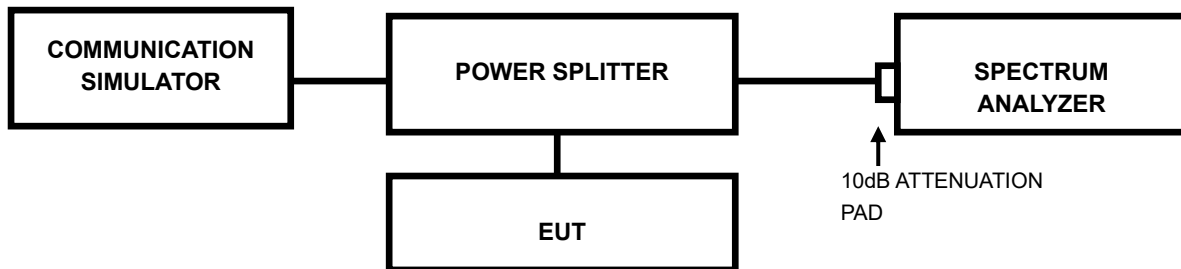 COMMUNICATION
SIMULATOR
POWER SPLITTER
SPECTRUM
ANALYZER
10dB ATTENUATION
PAD
EUT